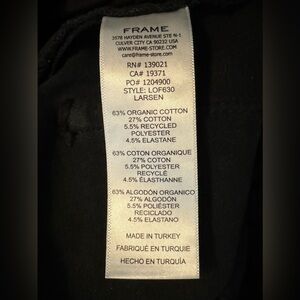 FRAME
3578 HAYDEN AVENUE STE N-1
CULVER CITY CA 90232 USA
WWW.FRAME-STORE.COM
care@frame-store.com
RN# 139021
CA# 19371
PO# 1204900
STYLE: LOF630
LARSEN
63% ORGANIC COTTON
27% COTTON
5.5% RECYCLED
POLYESTER
4.5% ELASTANE
63% COTON ORGANIQUE
27% COTON
5.5% POLYESTER
RECYCLÉ
4.5% ÉLASTHANNE
63% ALGODÓN ORGANICO
27% ALGODÓN
5.5% POLIÉSTER
RECICLADO
4.5% ELASTANO
MADE IN TURKEY
FABRIQUÉ EN TURQUIE
HECHO EN TURQUÍA